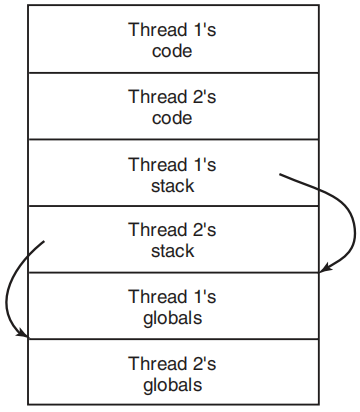 Thread 1's
code
Thread 2's
code
Thread 1's
stack
Thread 2's
stack
Thread 1's
globals
Thread 2's
globals